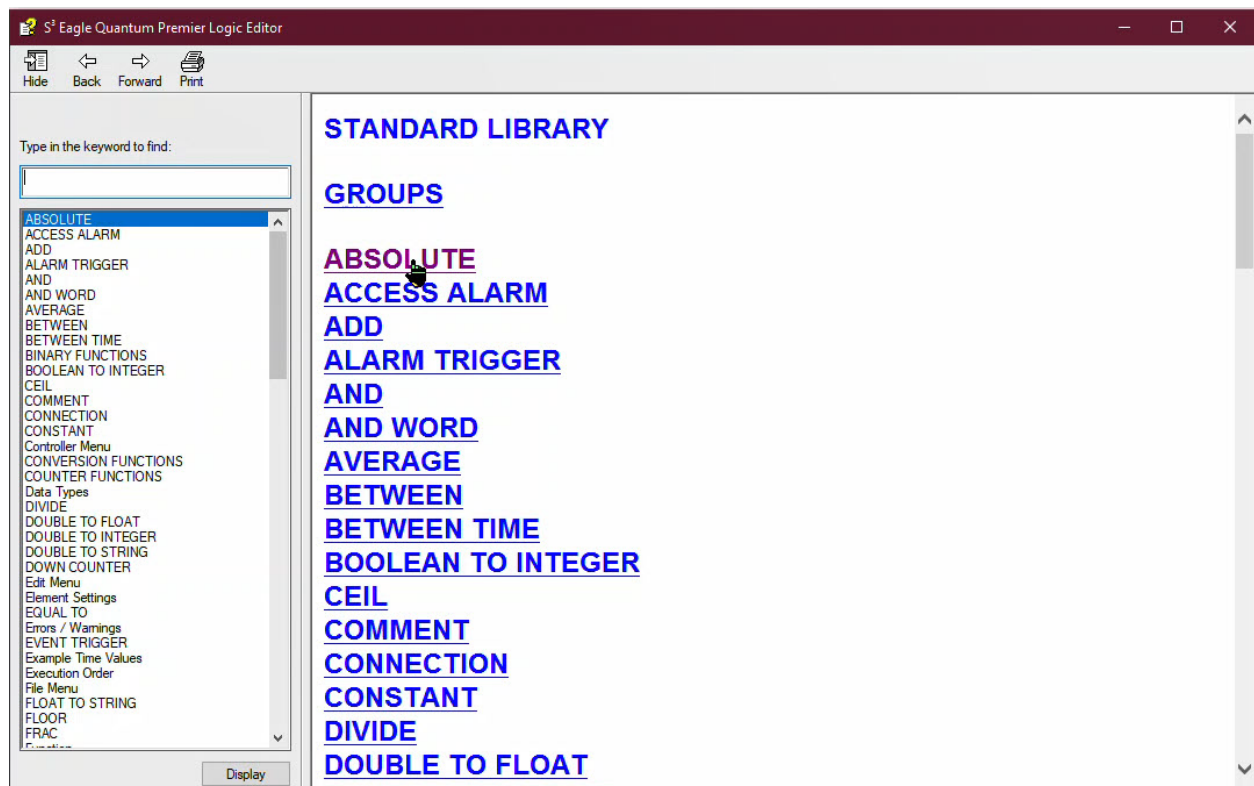 S³ Eagle Quantum Premier Logic Editor
Hide Back Forward Print
Type in the keyword to find:
ABSOLUTE
ACCESS ALARM
ADD
ALARM TRIGGER
AND
AND WORD
AVERAGE
BETWEEN
BETWEEN TIME
BINARY FUNCTIONS
BOOLEAN TO INTEGER
CEIL
COMMENT
CONNECTION
CONSTANT
Controller Menu
CONVERSION FUNCTIONS
COUNTER FUNCTIONS
Data Types
DIVIDE
DOUBLE TO FLOAT
DOUBLE TO INTEGER
DOUBLE TO STRING
DOWN COUNTER
Edit Menu
Element Settings
EQUAL TO
Errors / Warnings
EVENT TRIGGER
Example Time Values
Execution Order
File Menu
FLOAT TO STRING
FLOOR
FRAC
Display
STANDARD LIBRARY
GROUPS
ABSOLUTE
ACCESS ALARM
ADD
ALARM TRIGGER
AND
AND WORD
AVERAGE
BETWEEN
BETWEEN TIME
BOOLEAN TO INTEGER
CEIL
COMMENT
CONNECTION
CONSTANT
DIVIDE
DOUBLE TO FLOAT